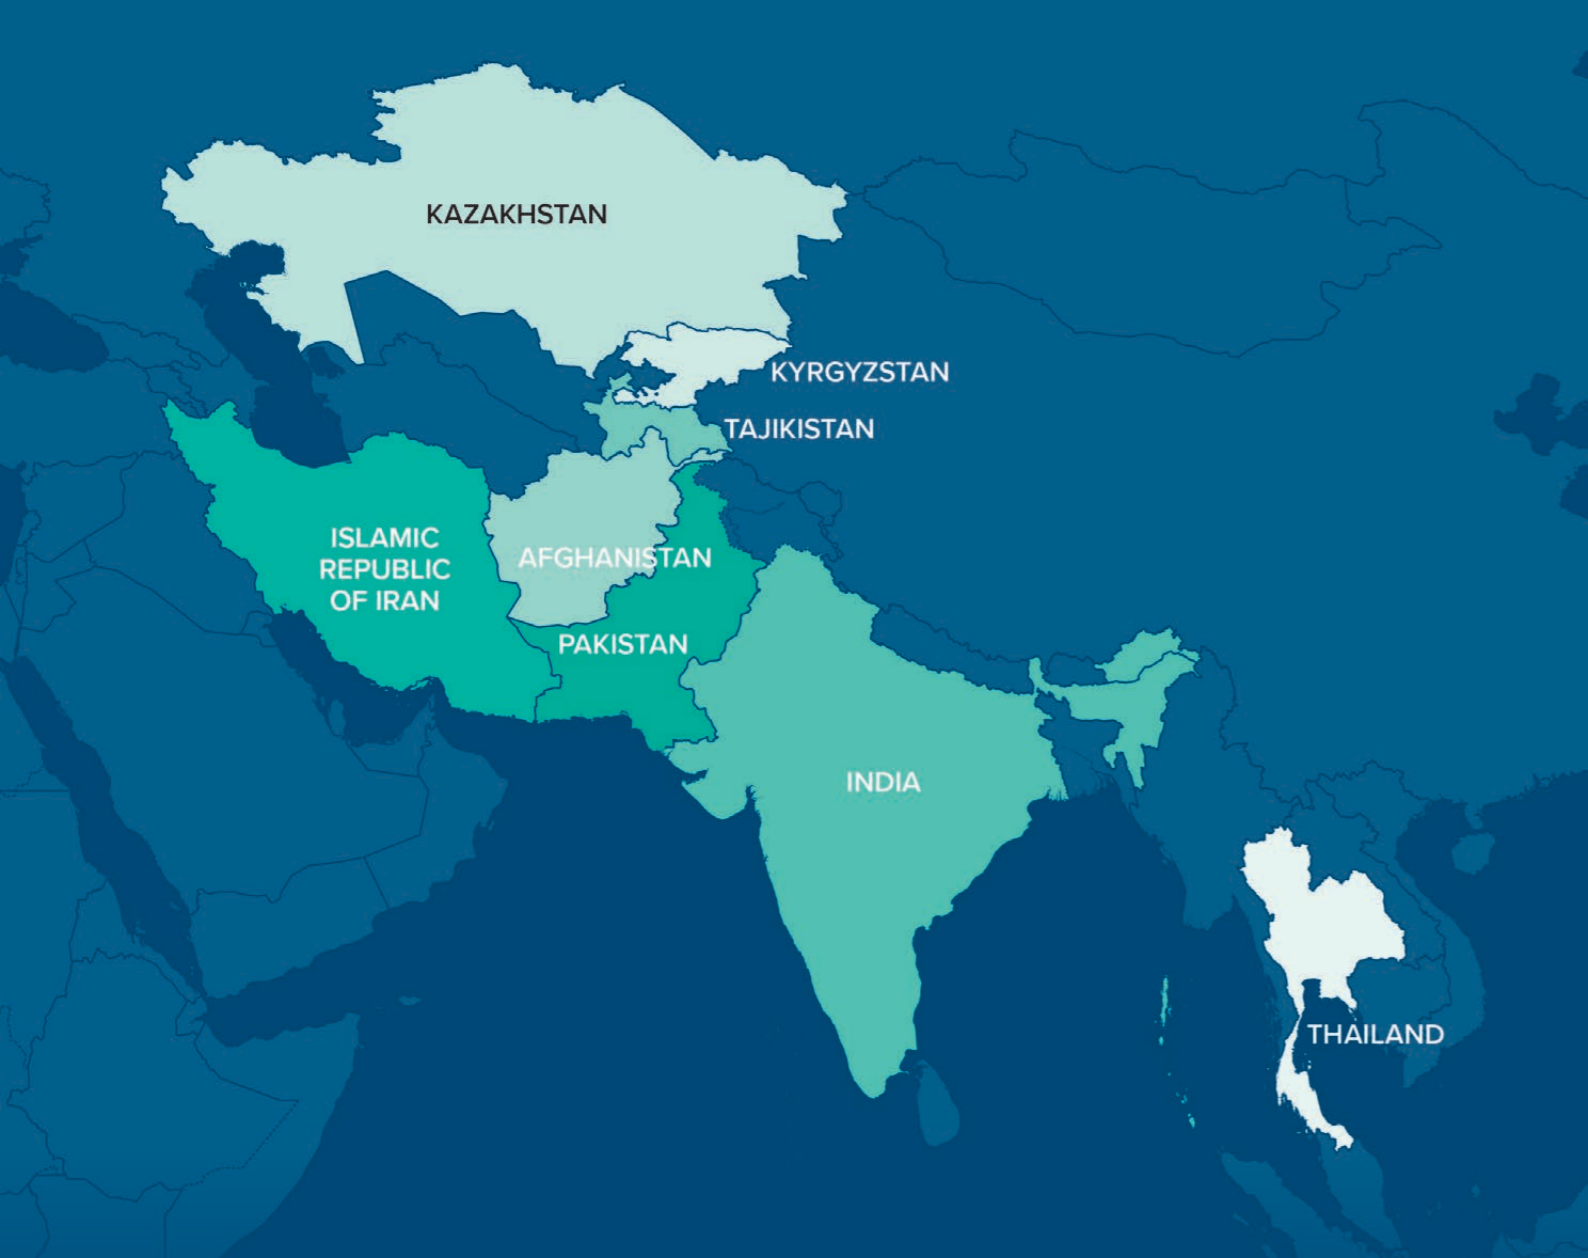 KAZAKHSTAN
KYRGYZSTAN
TAJIKISTAN
ISLAMIC
REPUBLIC
OF IRAN
AFGHANISTAN
PAKISTAN
INDIA
THAILAND